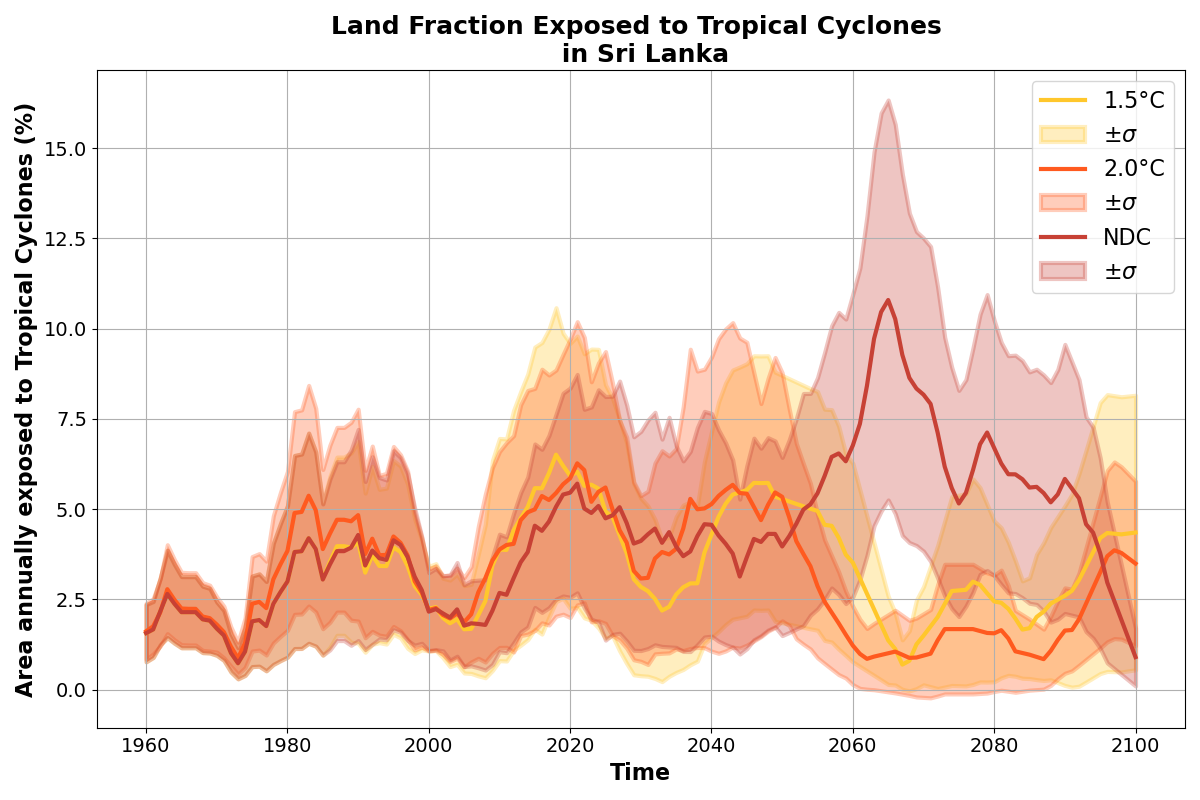 Land Fraction Exposed to Tropical Cyclones
in Sri Lanka
Area annually exposed to Tropical Cyclones (%)
15.0
12.5
10.0
7.5
5.0
2.5
0.0
1.5°C
±σ
2.0°C
±σ
NDC
±σ
1960 1980 2000 2020 2040 2060 2080 2100
Time